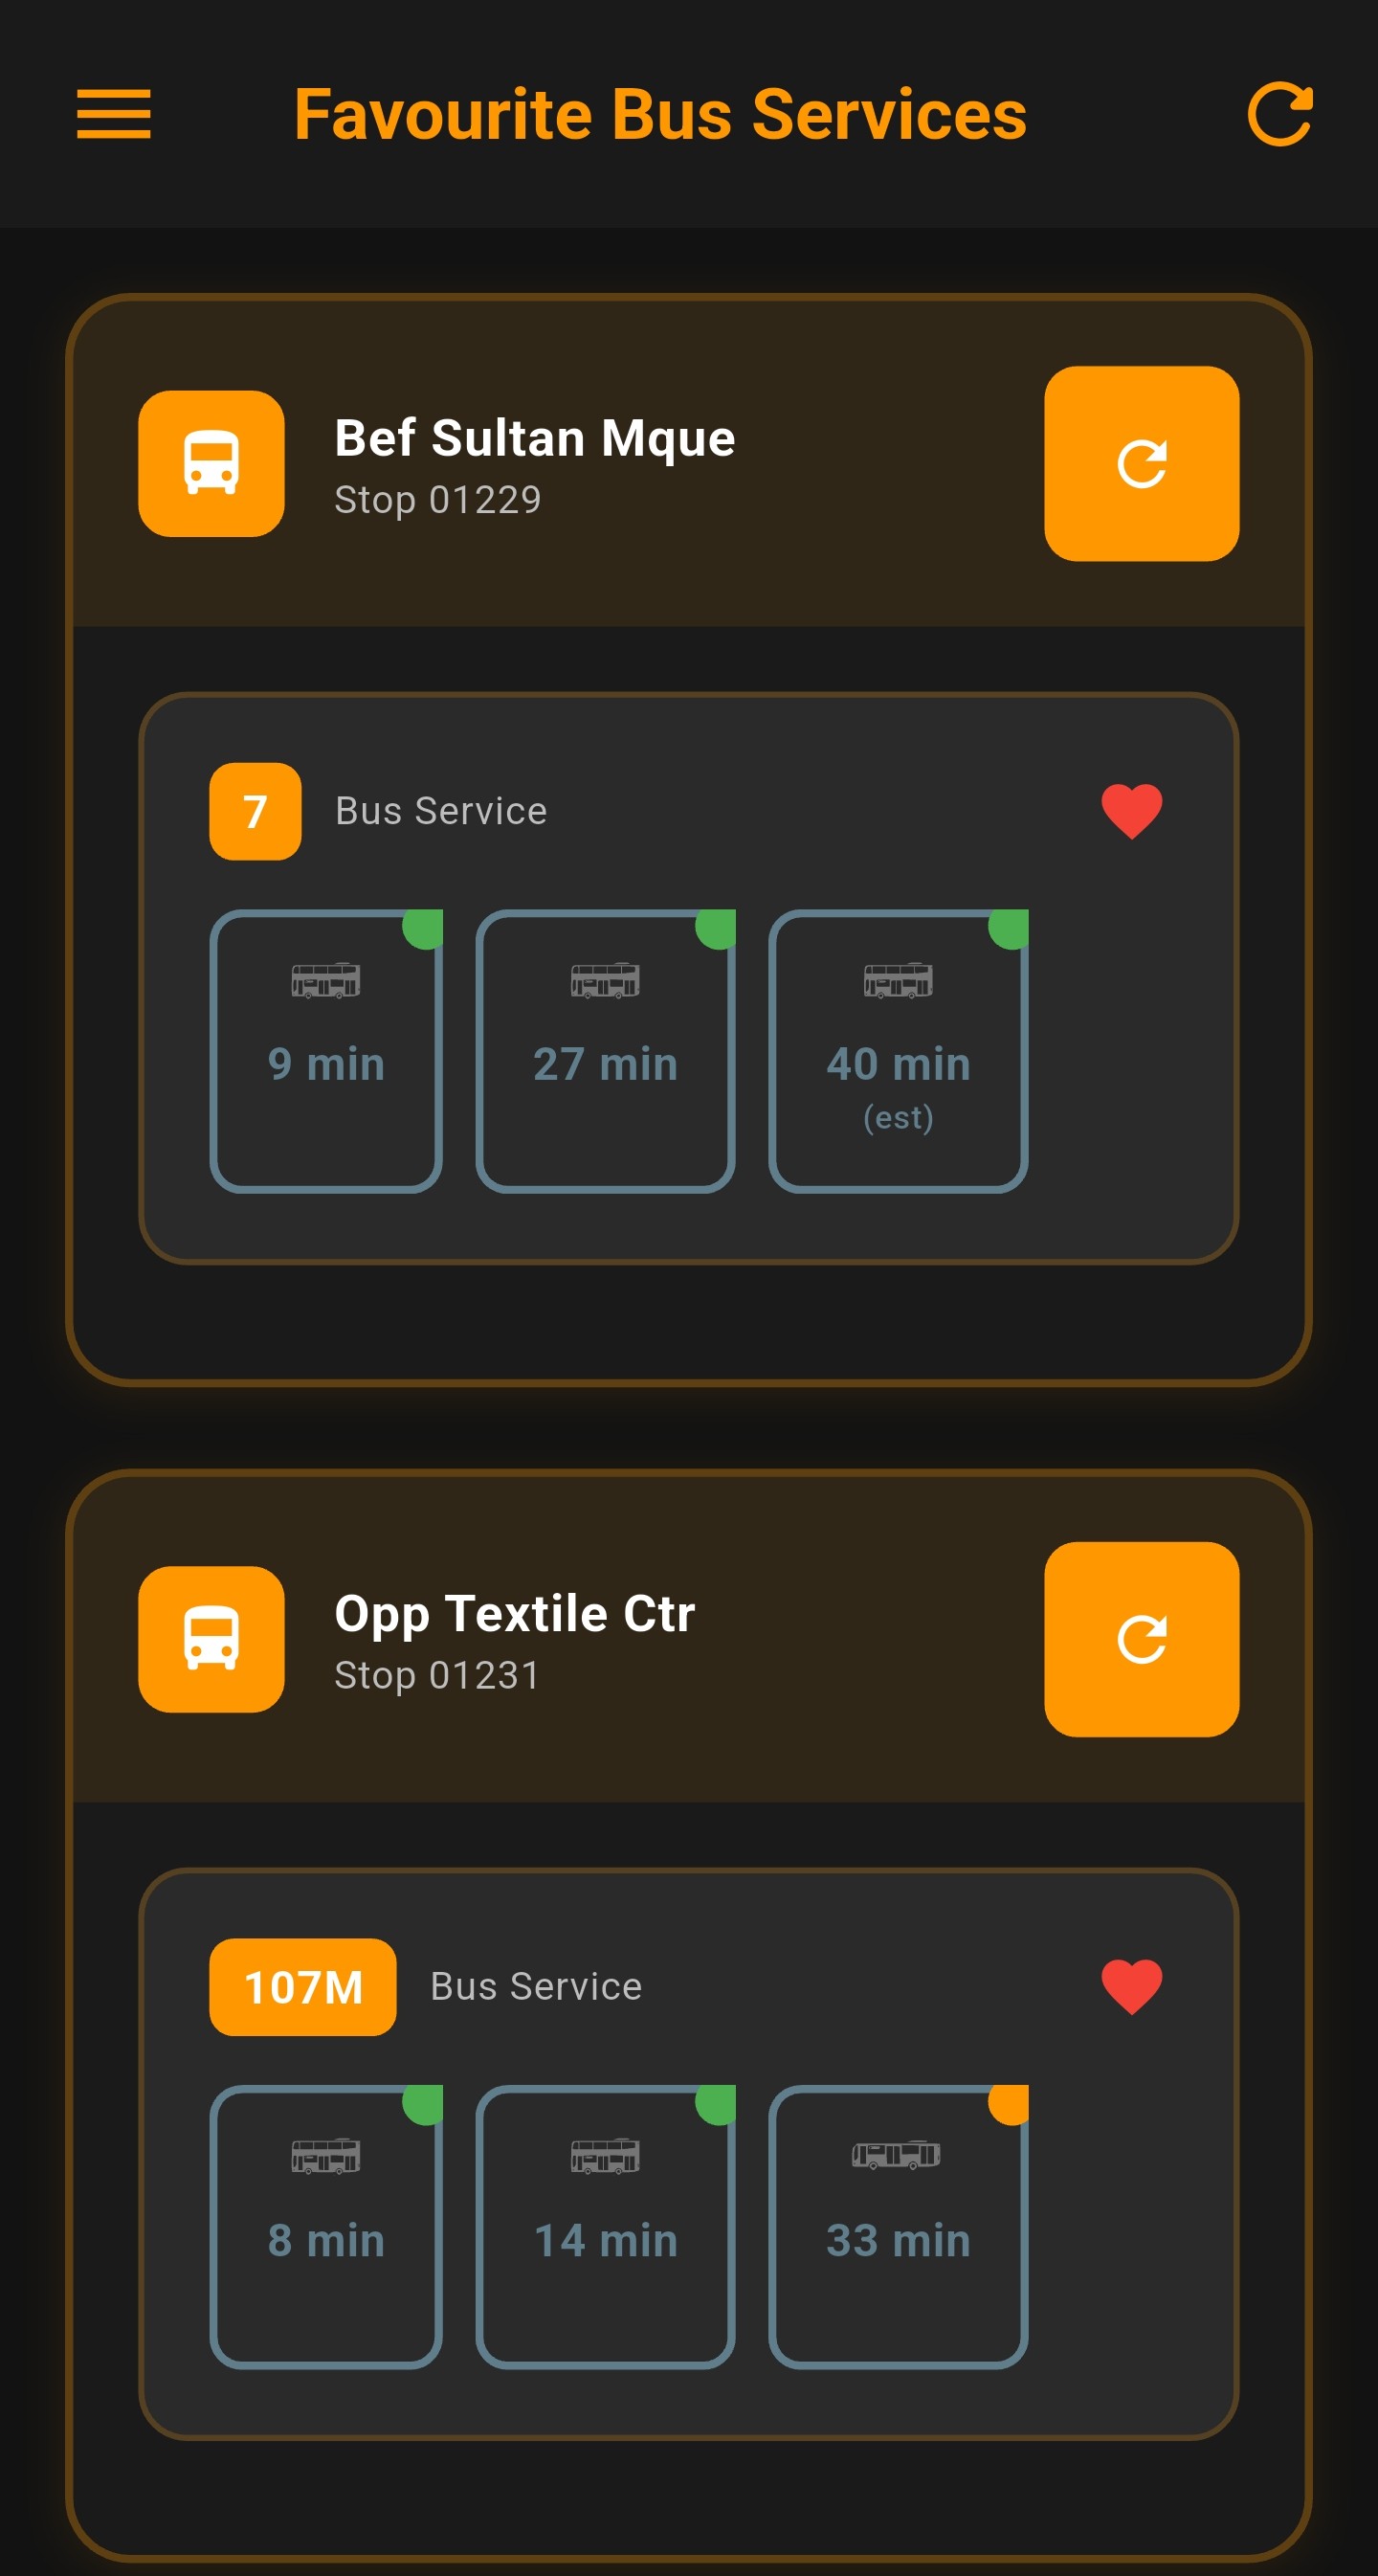 Favourite Bus Services
Bef Sultan Mque
Stop 01229
7 Bus Service
9 min 27 min 40 min
(est)
Opp Textile Ctr
Stop 01231
107M Bus Service
8 min 14 min 33 min